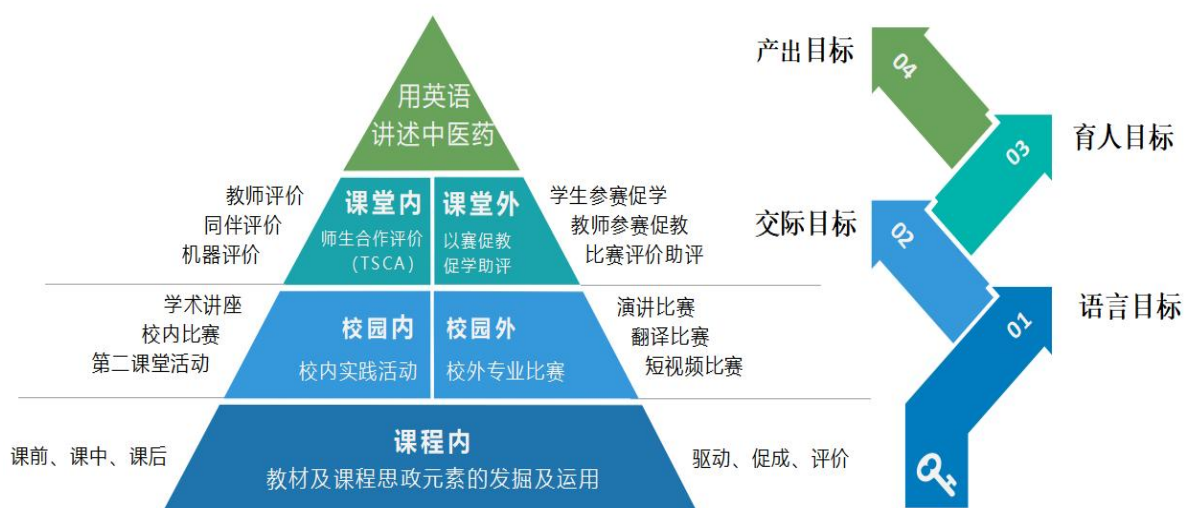 用英语
讲述中医药
教师评价
同伴评价
机器评价
课堂内
师生合作评价
(TSCA)
课堂外
以赛促教
促学助评
学生参赛促学
教师参赛促教
比赛评价助评
学术讲座
校内比赛
第二课堂活动
校园内
校内实践活动
校园外
校外专业比赛
演讲比赛
翻译比赛
短视频比赛
课前、课中、课后
课程内
教材及课程思政元素的发掘及运用
驱动、促成、评价
产出目标
04
03
育人目标
交际目标
02
01
语言目标